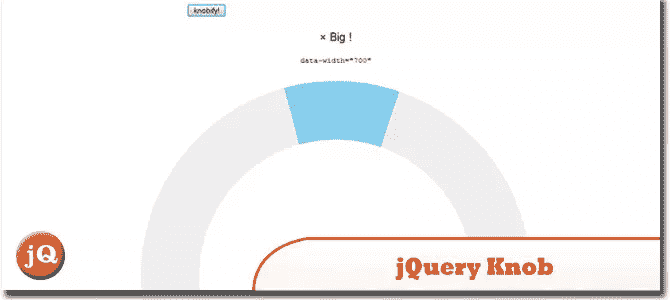 knobify!
× Big !
data-width="700"
jQ
jQuery Knob